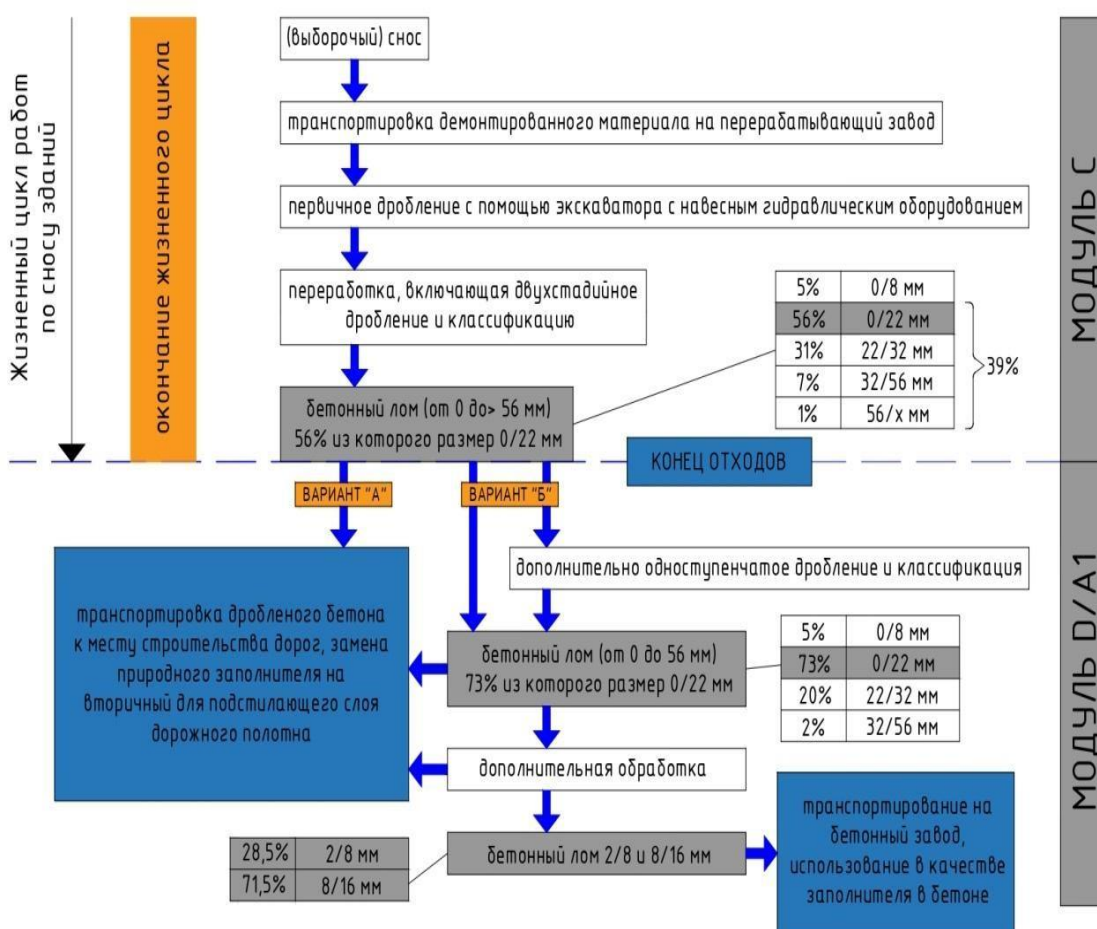 Жизненный цикл работ
по сносу зданий
окончание жизненного цикла
(выборочый) снос
транспортировка демонтированного материала на перерабатывающий завод
первичное дробление с помощью экскаватора с навесным гидравлическим оборудованием
переработка, включающая двухстадийное
дробление и классификацию
5% 0/8 мм
56% 0/22 мм
31% 22/32 мм
7% 32/56 мм
1% 56/х мм
39%
бетонный лом (от 0 до> 56 мм)
56% из которого размер 0/22 мм
МОДУЛЬ С
КОНЕЦ ОТХОДОВ
ВАРИАНТ "А"
ВАРИАНТ "Б"
дополнительно одноступенчатое дробление и классификация
транспортировка дробленого бетона
к месту строительства дорог, замена
природного заполнителя на
вторичный для подстилающего слоя
дорожного полотна
бетонный лом (от 0 до 56 мм)
73% из которого размер 0/22 мм
5% 0/8 мм
73% 0/22 мм
20% 22/32 мм
2% 32/56 мм
дополнительная обработка
28,5% 2/8 мм
71,5% 8/16 мм
бетонный лом 2/8 и 8/16 мм
транспортирование на
бетонный завод,
использование в качестве
заполнителя в бетоне
МОДУЛЬ D/A1